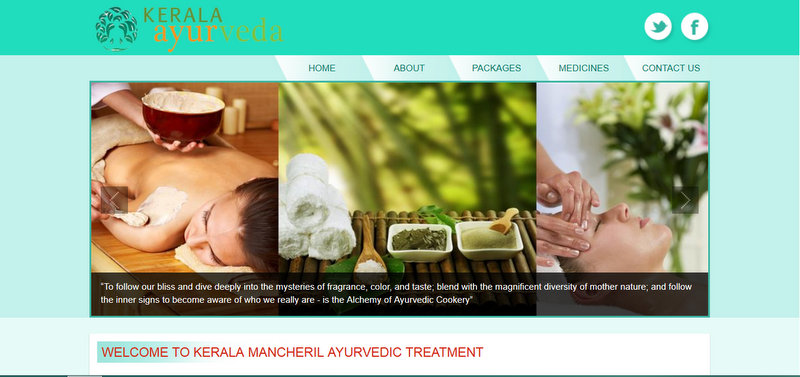 KERALA
ayurveda
HOME ABOUT PACKAGES MEDICINES CONTACT US
"To follow our bliss and dive deeply into the mysteries of fragrance, color, and taste; blend with the magnificent diversity of mother nature; and follow
the inner signs to become aware of who we really are - is the Alchemy of Ayurvedic Cookery"
WELCOME TO KERALA MANCHERIL AYURVEDIC TREATMENT